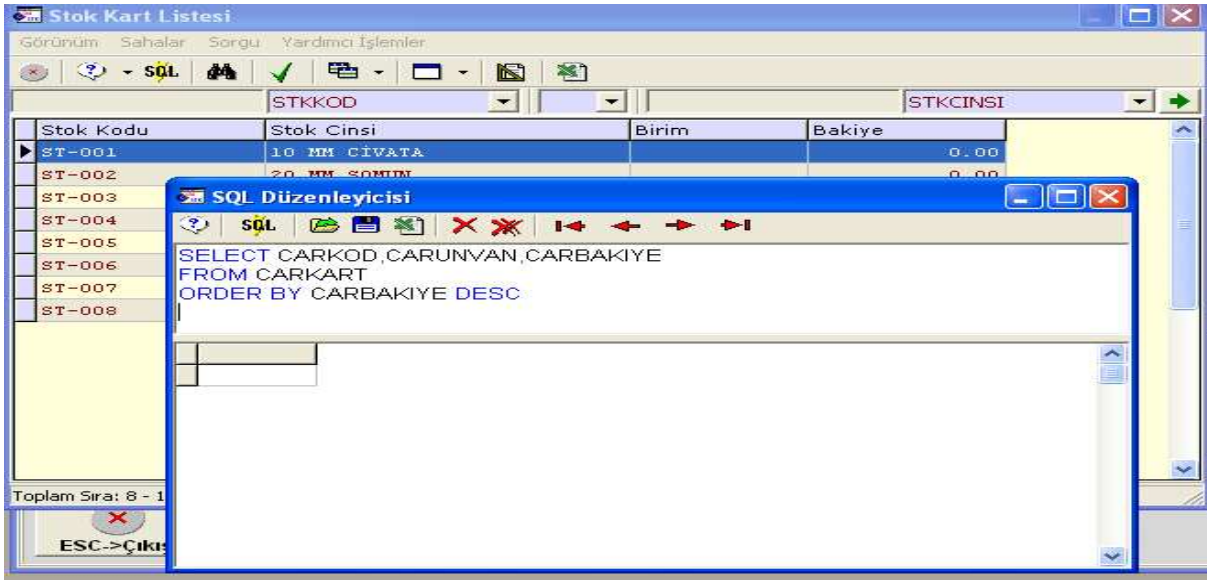 Stok Kart Listesi
Görünüm Sahalar Sorgu Yardımcı İşlemler
SQL
STKKOD STKCINSI
Stok Kodu Stok Cinsi Birim Bakiye
ST-001 10 MM CİVATA 0.00
ST-002 20 MM SOMUN 0.00
ST-003
ST-004
ST-005
ST-006
ST-007
ST-008
SQL Düzenleyicisi
SQL
SELECT CARKOD,CARUNVAN,CARBAKIYE
FROM CARKART
ORDER BY CARBAKIYE DESC
Toplam Sıra: 8 - 1
ESC->Çıkış